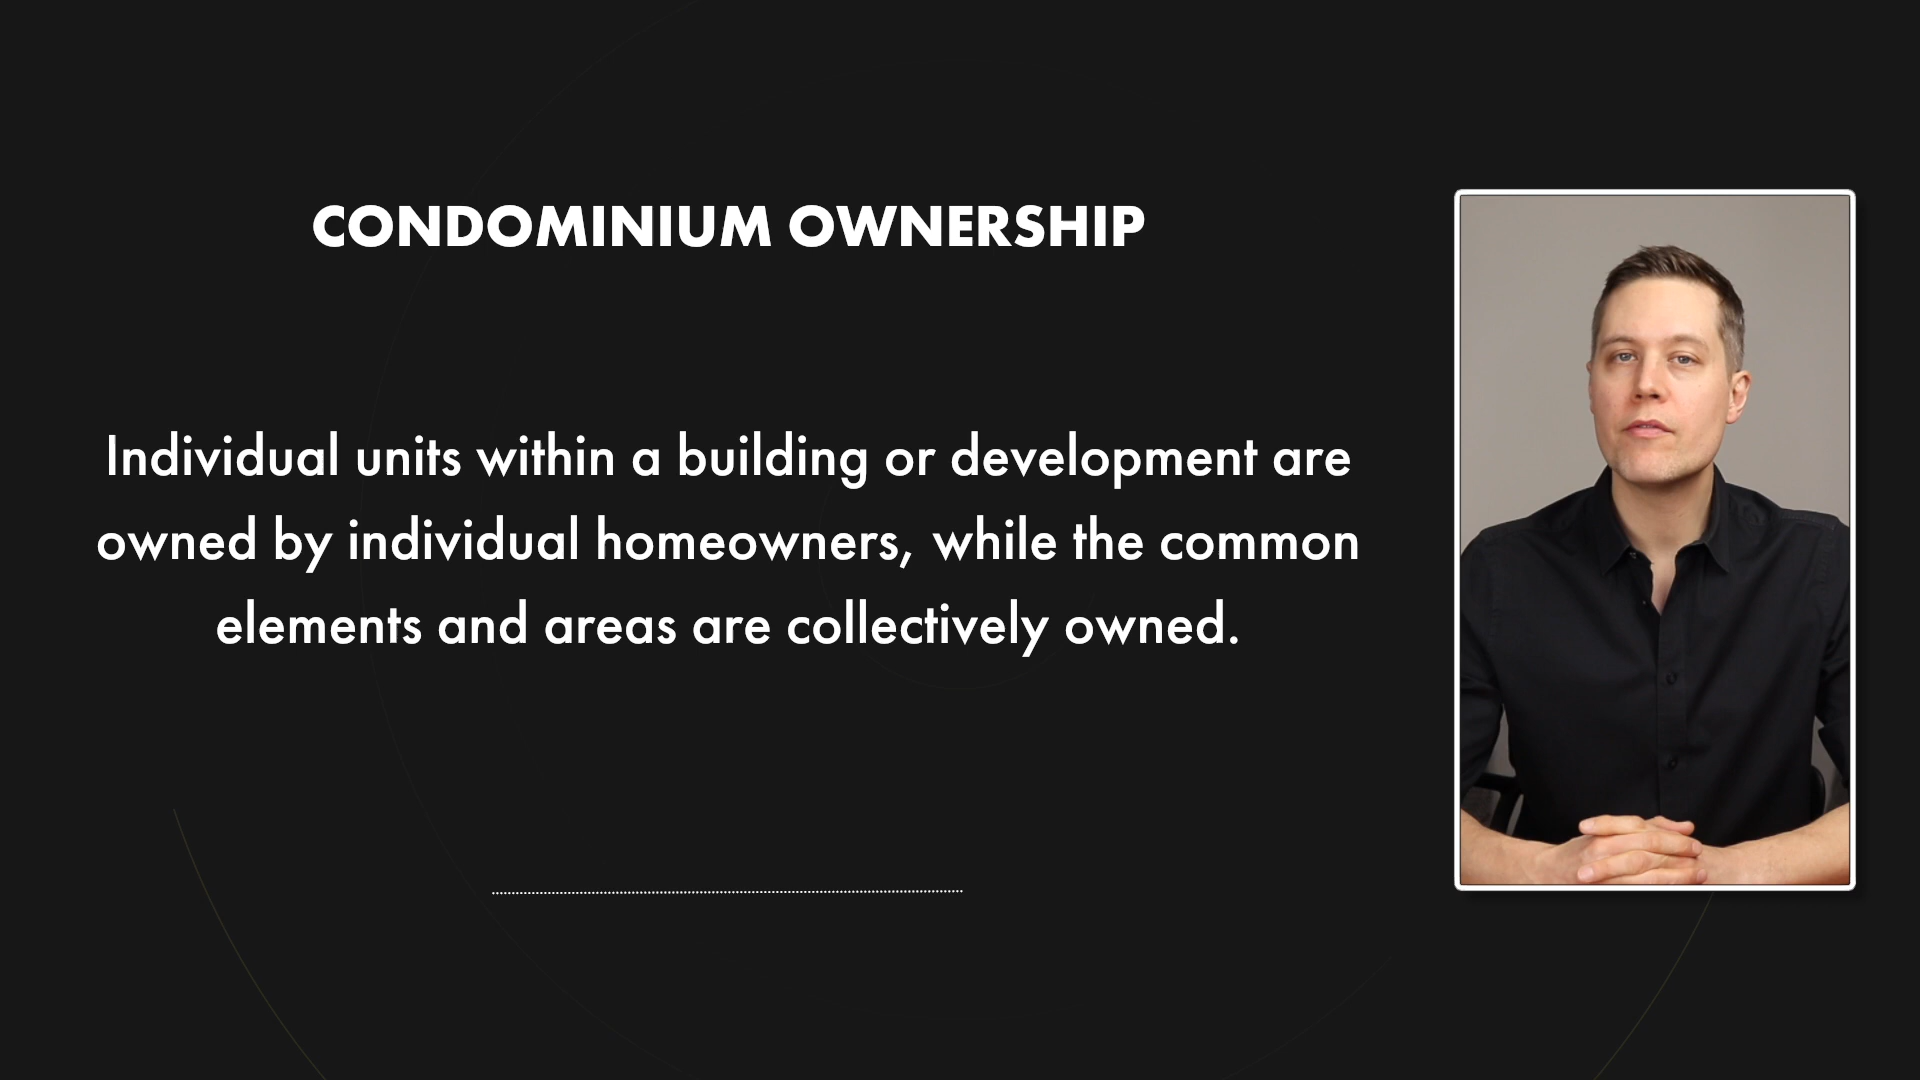 CONDOMINIUM OWNERSHIP
Individual units within a building or development are
owned by individual homeowners, while the common
elements and areas are collectively owned.